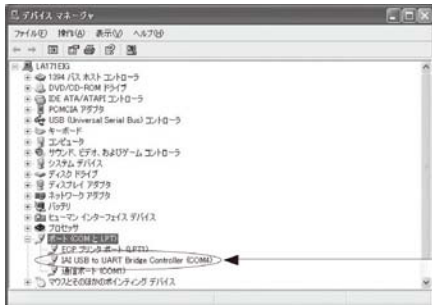 デバイス マネージャ
ファイル(F) 操作(A) 表示(V) ヘルプ(H)
LA171EIG
1394 バス ホスト コントローラ
DVD/CD-ROM ドライブ
IDE ATA/ATAPI コントローラ
PCMCIA アダプタ
USB (Universal Serial Bus) コントローラ
キーボード
コンピュータ
サウンド、ビデオ、およびゲーム コントローラ
システム デバイス
ディスク ドライブ
ディスプレイ アダプタ
ネットワーク アダプタ
バッテリ
ヒューマン インターフェイス デバイス
プロセッサ
ポート (COM と LPT)
ECP プリンタ ポート (LPT1)
IAI USB to UART Bridge Controller (COM4)
通信ポート (COM1)
マウスとそのほかのポインティング デバイス